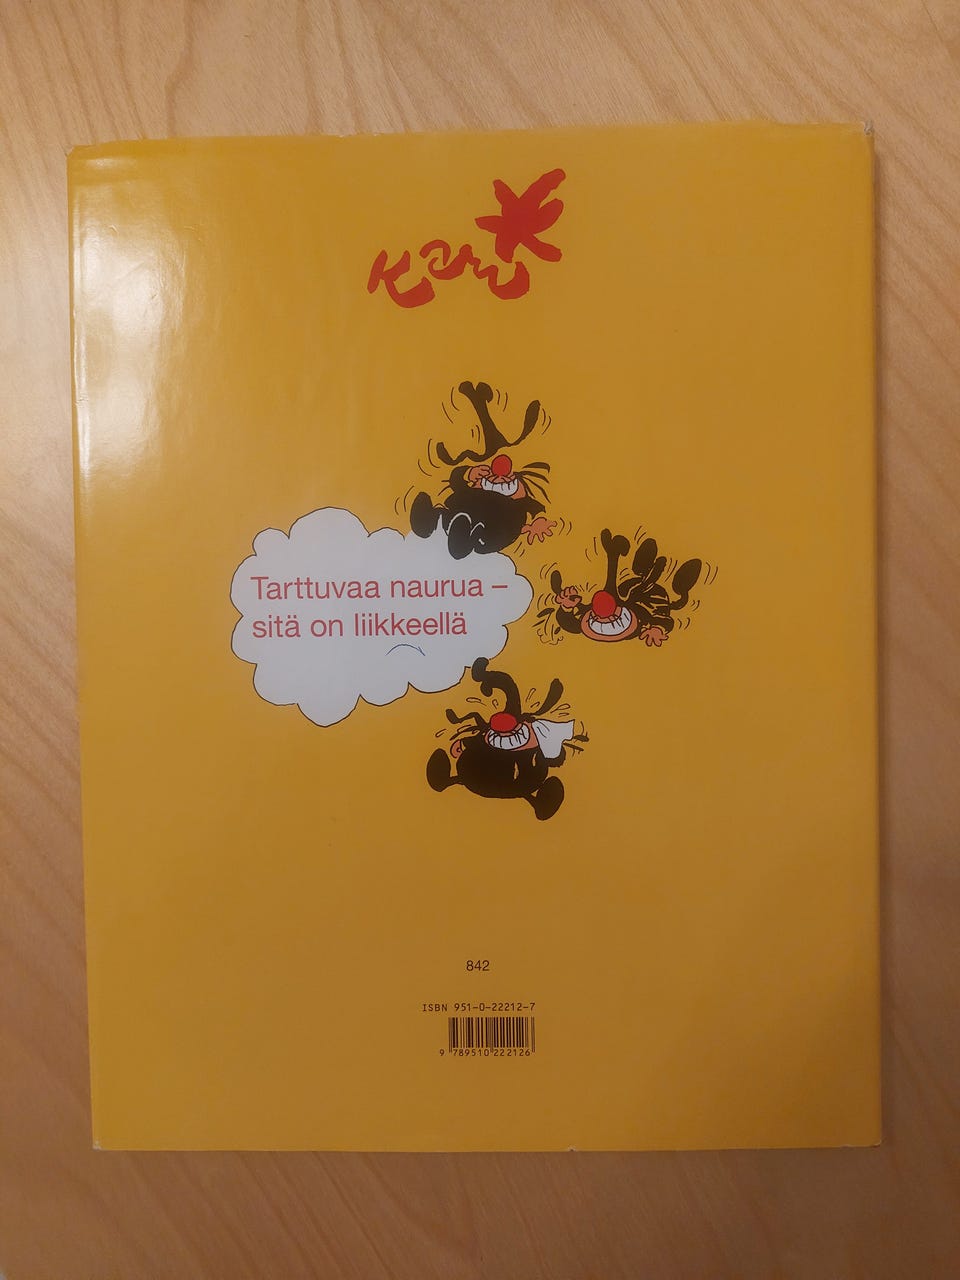 Kari
Tarttuvaa naurua –
sitä on liikkeellä
842
ISBN 951-0-22212-7
9 789510 222126